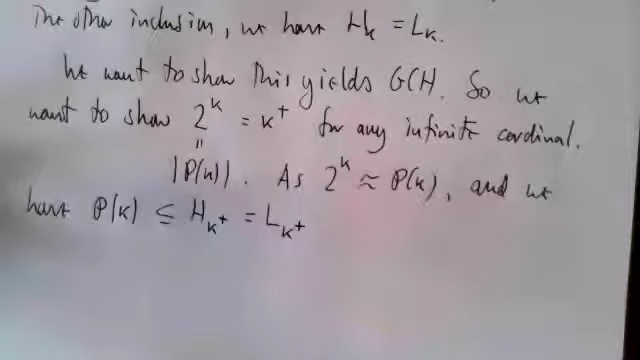 The other inclusion, we have H_κ = L_κ.
We want to show this yields GCH. So we
want to show 2^κ = κ^+ for any infinite cardinal.
"
|P(κ)|. As 2^κ ≈ P(κ), and we
have P(κ) ⊆ H_{κ^+} = L_{κ^+}